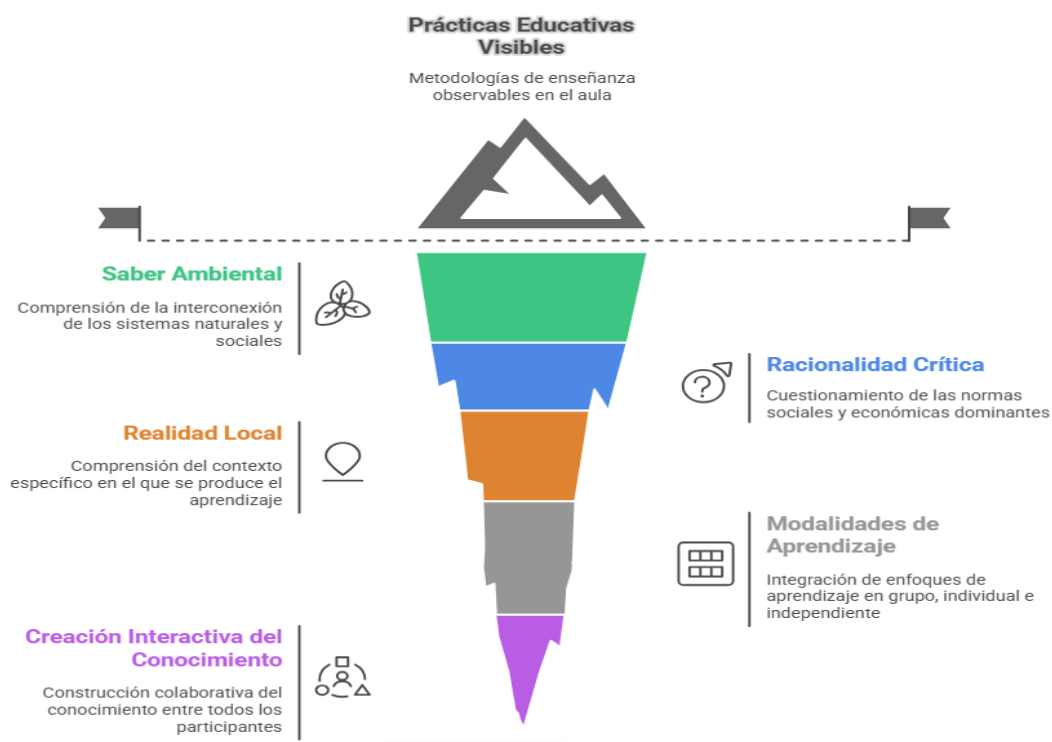 Prácticas Educativas
Visibles
Metodologías de enseñanza
observables en el aula
Saber Ambiental
Comprensión de la interconexión
de los sistemas naturales y
sociales
Racionalidad Crítica
Cuestionamiento de las normas
sociales y económicas dominantes
Realidad Local
Comprensión del contexto
específico en el que se produce el
aprendizaje
Modalidades de
Aprendizaje
Integración de enfoques de
aprendizaje en grupo, individual e
independiente
Creación Interactiva del
Conocimiento
Construcción colaborativa del
conocimiento entre todos los
participantes